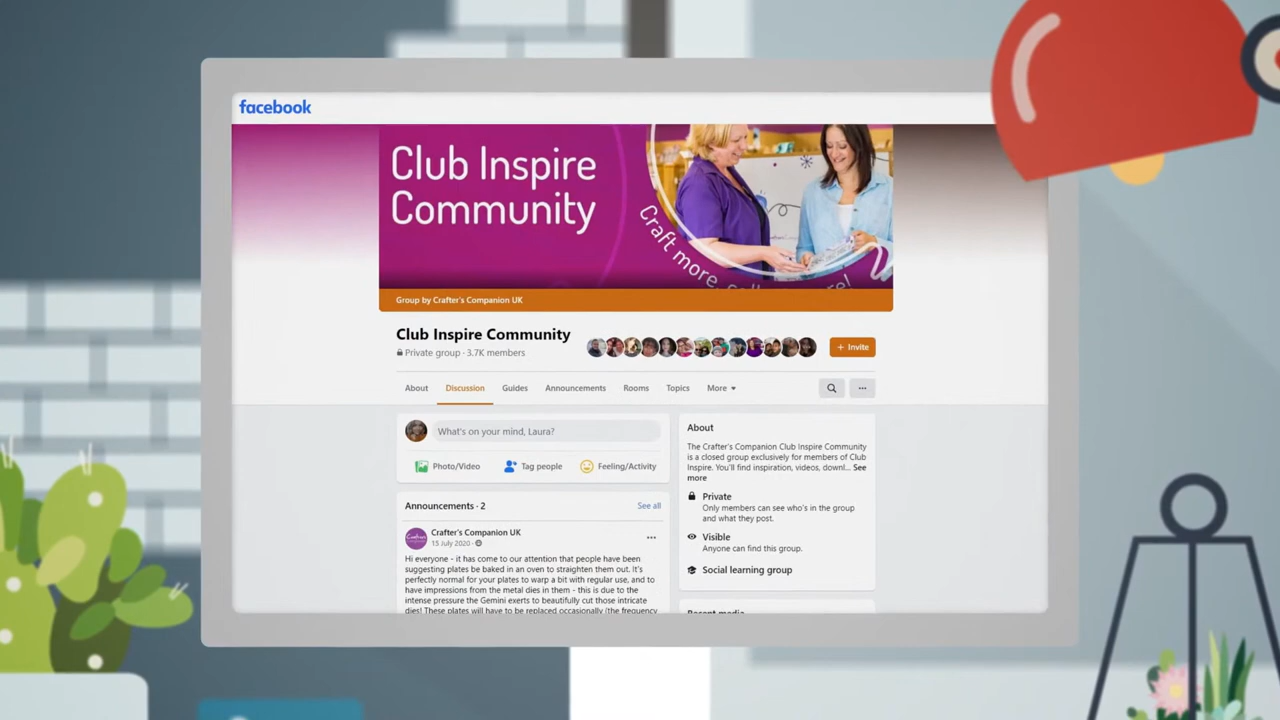 facebook
Club Inspire
Community
Craft more,
Group by Crafter's Companion UK
Club Inspire Community
Private group · 3.7K members
+ Invite
About
Discussion
Guides
Announcements
Rooms
Topics
More
What's on your mind, Laura?
Photo/Video
Tag people
Feeling/Activity
Announcements · 2
See all
Crafter's Companion UK
15 July 2020 ·
Hi everyone - it has come to our attention that people have been
suggesting plates be baked in an oven to straighten them out. It's
perfectly normal for your plates to warp a bit with regular use, and to
have impressions from the metal dies in them - this is due to the
intense pressure the Gemini exerts to beautifully cut those intricate
dies! These plates will have to be replaced occasionally (the frequency
About
The Crafter's Companion Club Inspire Community
is a closed group exclusively for members of Club
Inspire. You'll find inspiration, videos, downl... See
more
Private
Only members can see who's in the group
and what they post.
Visible
Anyone can find this group.
Social learning group
Recent media